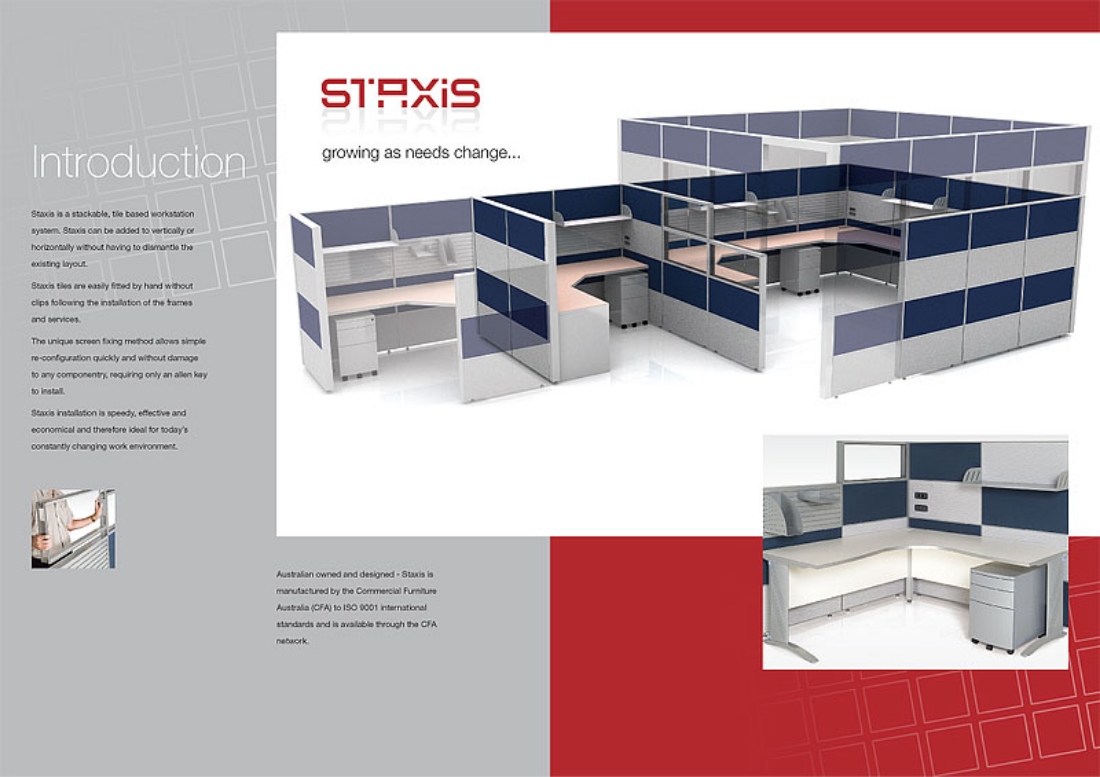 STAXiS
growing as needs change...
Introduction
Staxis is a stackable, tile based workstation
system. Staxis can be added to vertically or
horizontally without having to dismantle the
existing layout.
Staxis tiles are easily fitted by hand without
clips following the installation of the frames
and services.
The unique screen fixing method allows simple
re-configuration quickly and without damage
to any componentry, requiring only an allen key
to install.
Staxis installation is speedy, effective and
economical and therefore ideal for today's
constantly changing work environment.
Australian owned and designed - Staxis is
manufactured by the Commercial Furniture
Australia (CFA) to ISO 9001 international
standards and is available through the CFA
network.